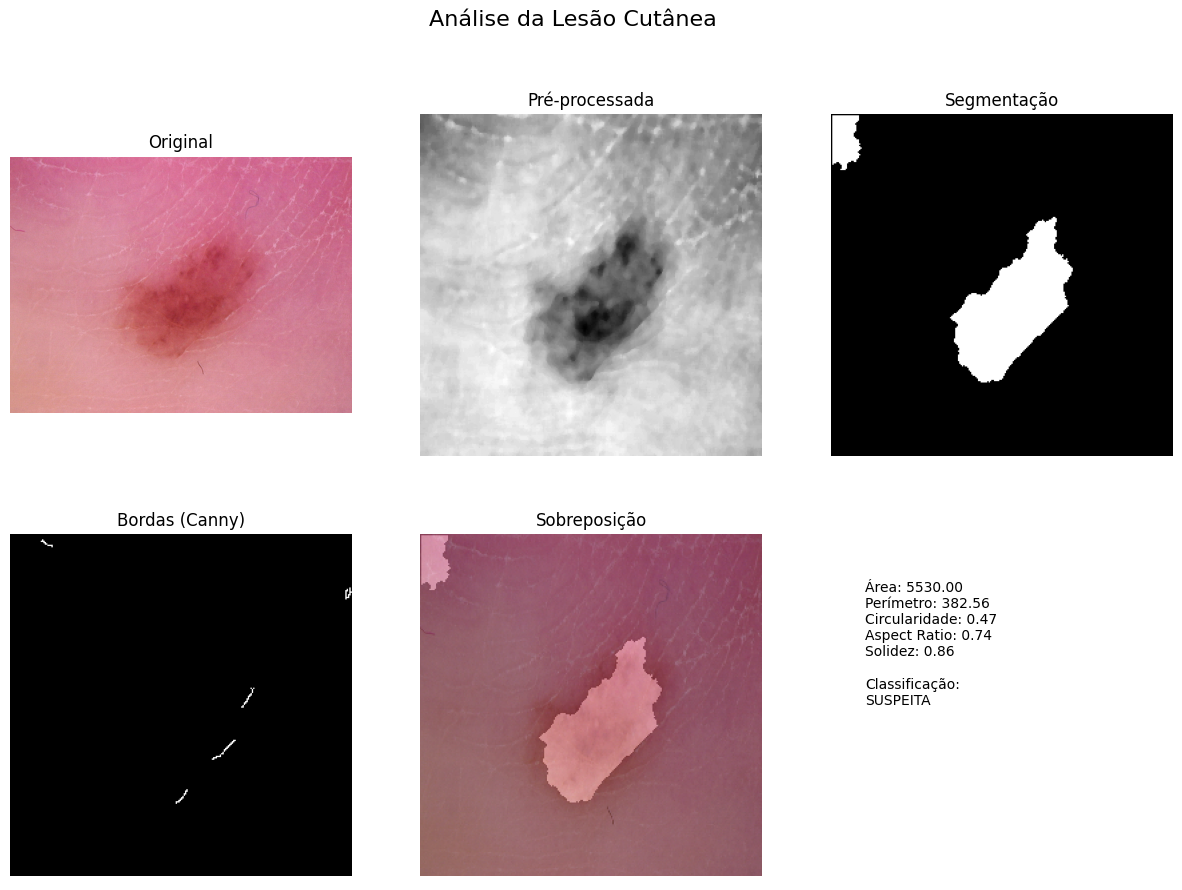 Análise da Lesão Cutânea
Original
Pré-processada
Segmentação
Bordas (Canny)
Sobreposição
Área: 5530.00
Perímetro: 382.56
Circularidade: 0.47
Aspect Ratio: 0.74
Solidez: 0.86
Classificação:
SUSPEITA